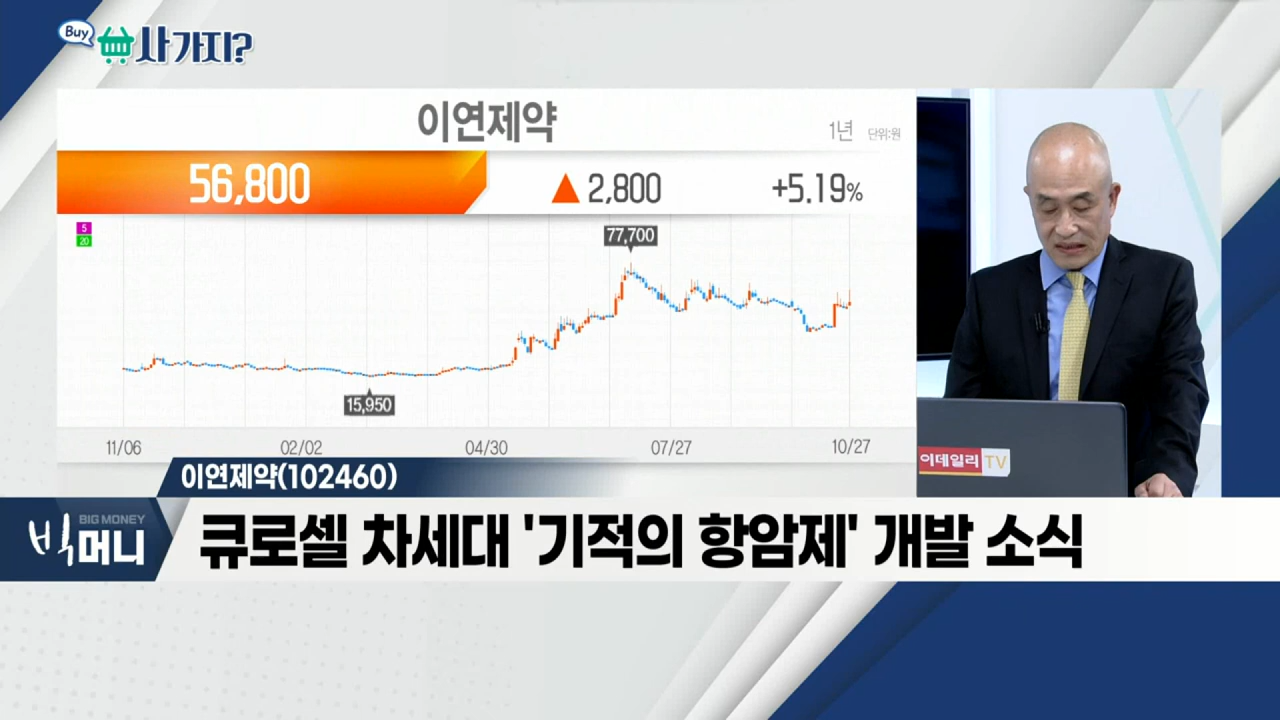 Buy
사가지?
이연제약
1년 단위:원
56,800
▲ 2,800
+5.19%
5
20
77,700
15,950
11/06
02/02
04/30
07/27
10/27
이데일리 TV
이연제약(102460)
BIG MONEY
빅머니
큐로셀 차세대 '기적의 항암제' 개발 소식